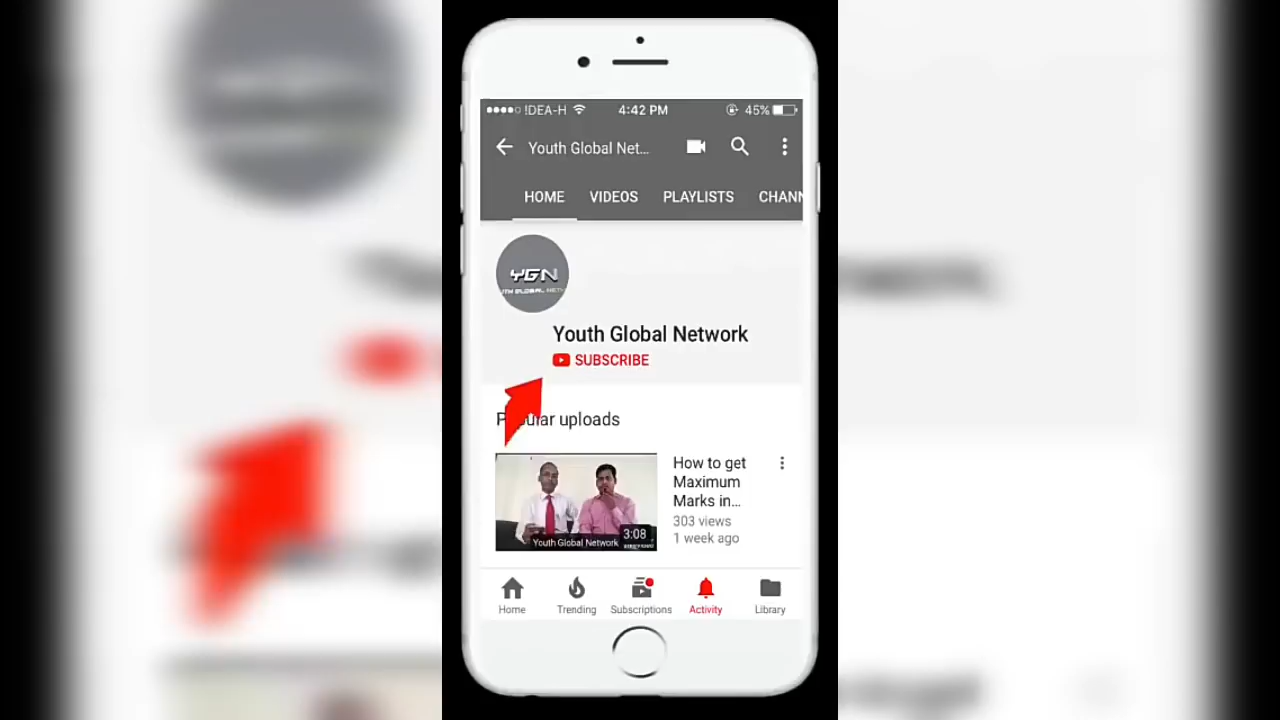 !DEA-H 4:42 PM 45%
Youth Global Net...
HOME VIDEOS PLAYLISTS CHANN
YGN
Youth Global Network
SUBSCRIBE
Popular uploads
How to get
Maximum
Marks in...
303 views
1 week ago
3:08
Youth Global Network
Home Trending Subscriptions Activity Library